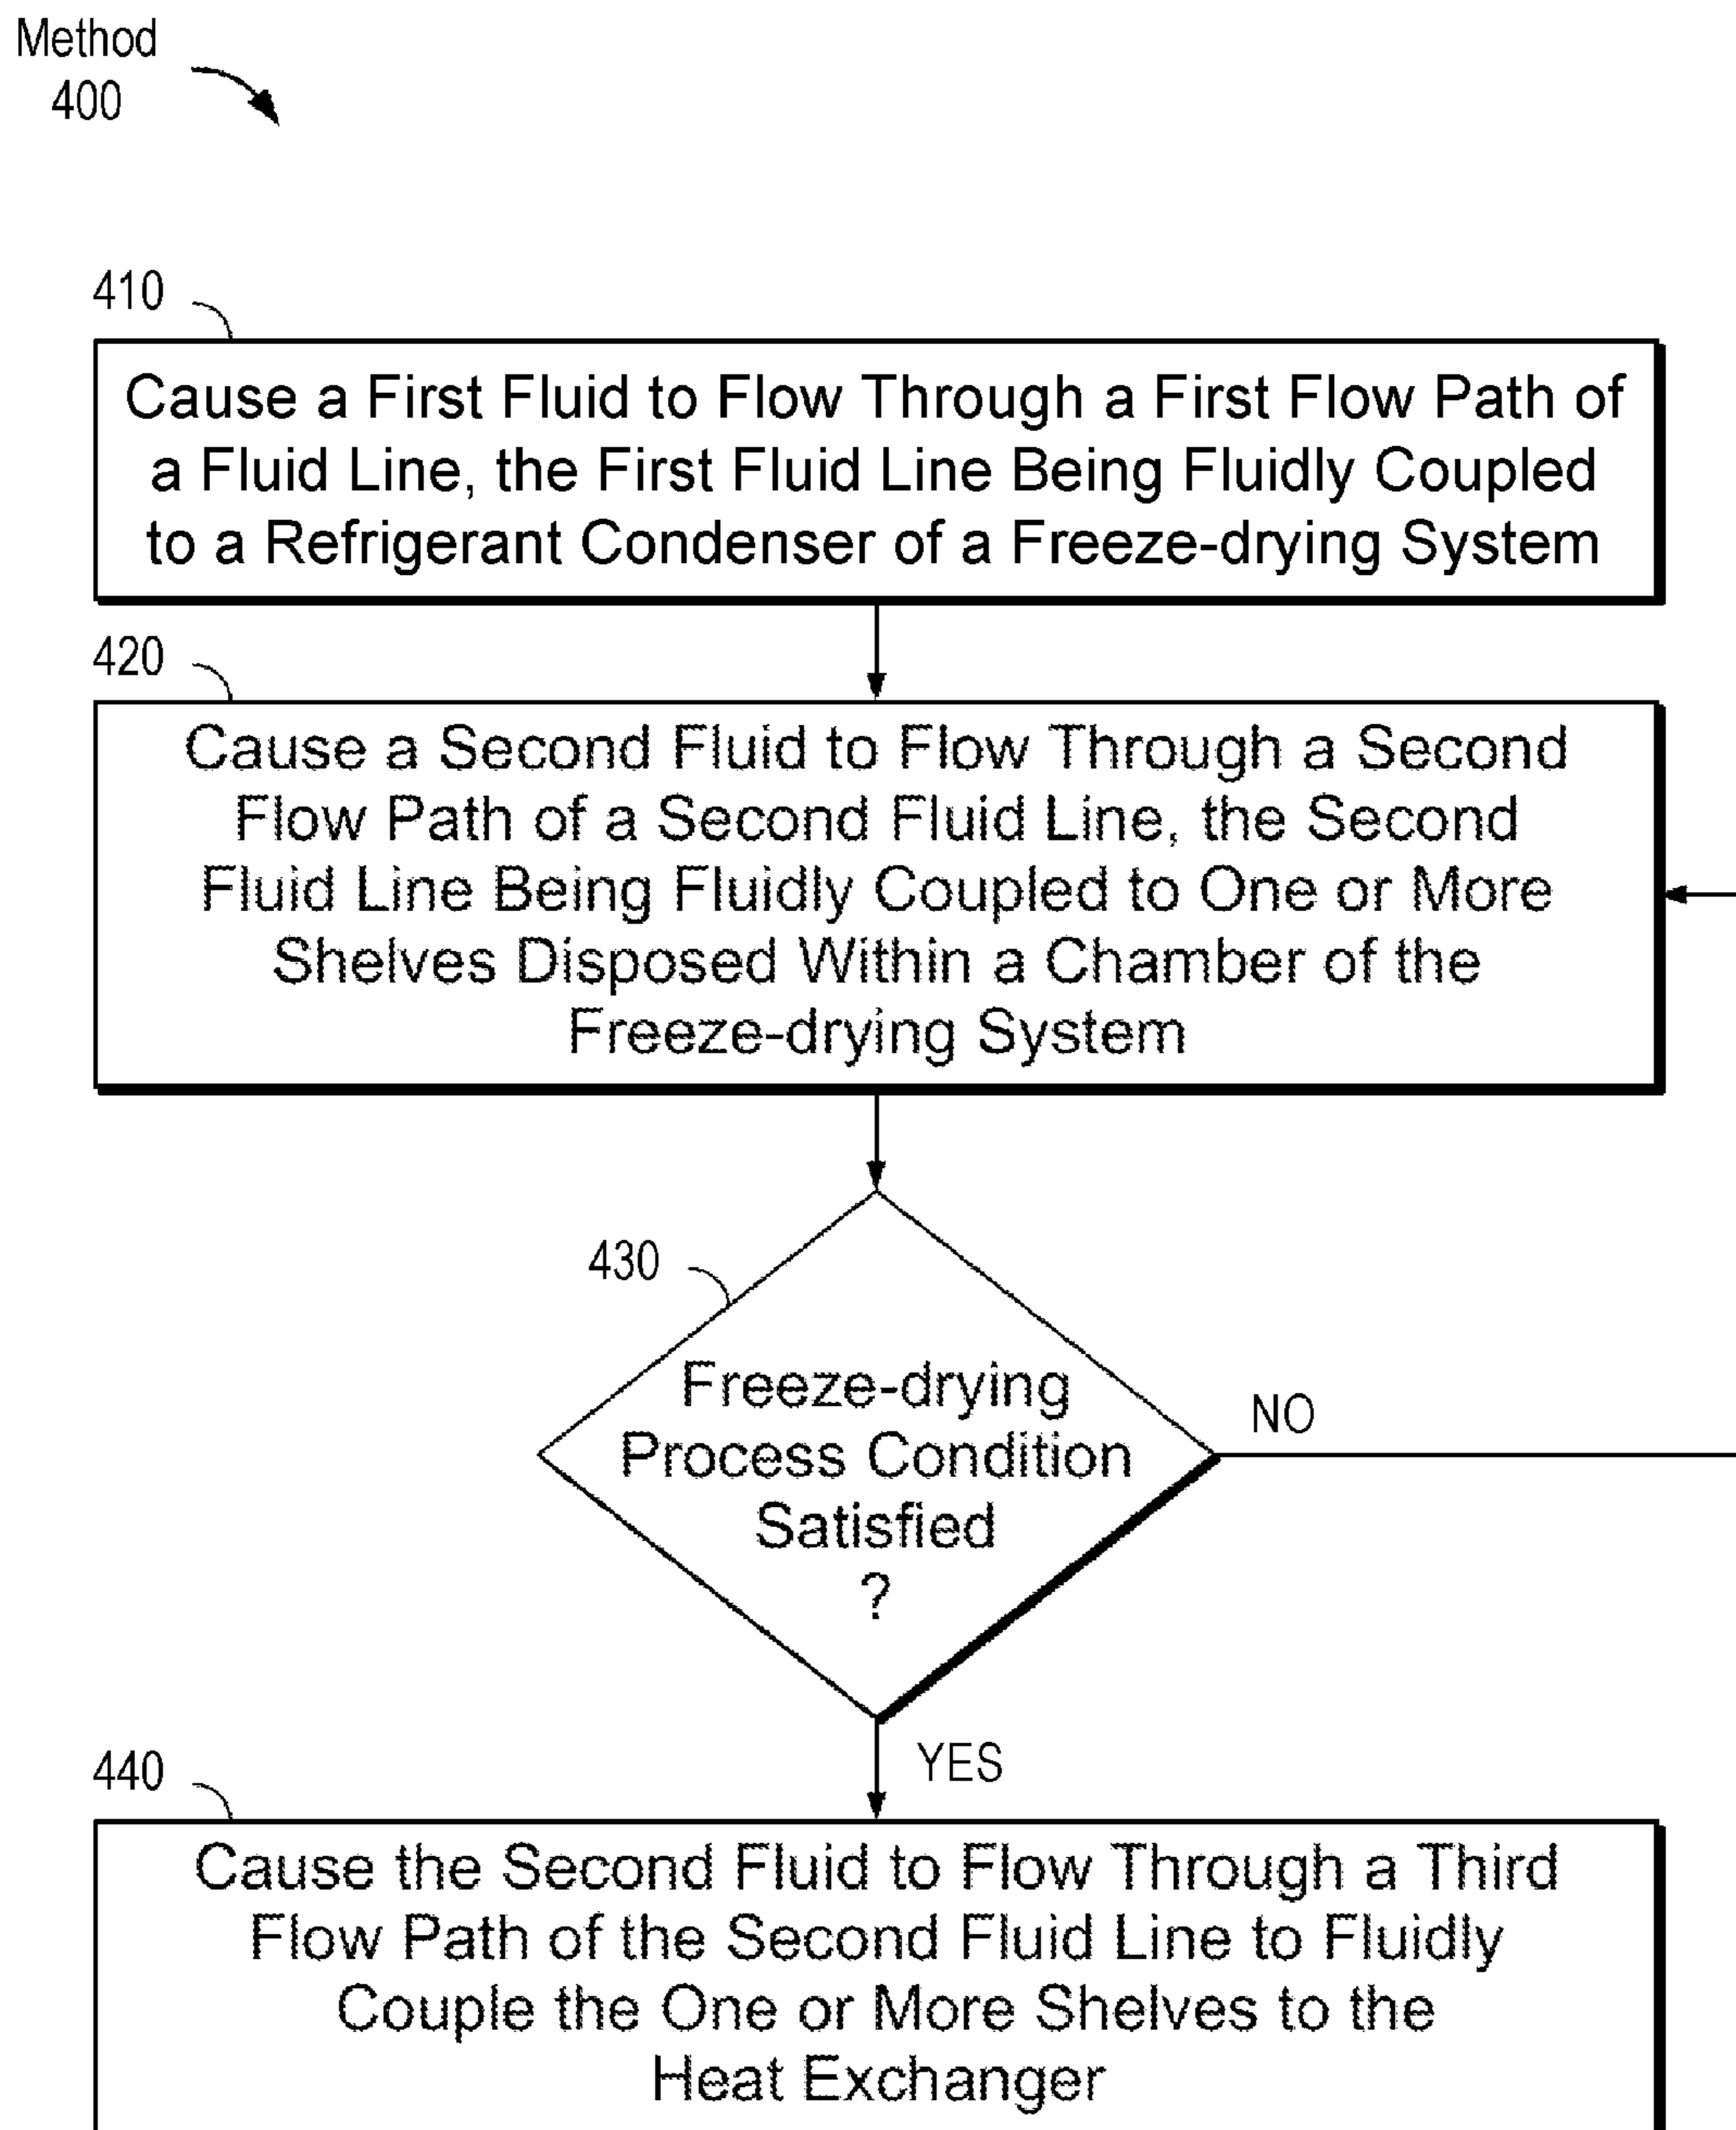 Method
400
410
Cause a First Fluid to Flow Through a First Flow Path of
a Fluid Line, the First Fluid Line Being Fluidly Coupled
to a Refrigerant Condenser of a Freeze-drying System
420
Cause a Second Fluid to Flow Through a Second
Flow Path of a Second Fluid Line, the Second
Fluid Line Being Fluidly Coupled to One or More
Shelves Disposed Within a Chamber of the
Freeze-drying System
430
Freeze-drying
Process Condition
Satisfied
?
NO
YES
440
Cause the Second Fluid to Flow Through a Third
Flow Path of the Second Fluid Line to Fluidly
Couple the One or More Shelves to the
Heat Exchanger